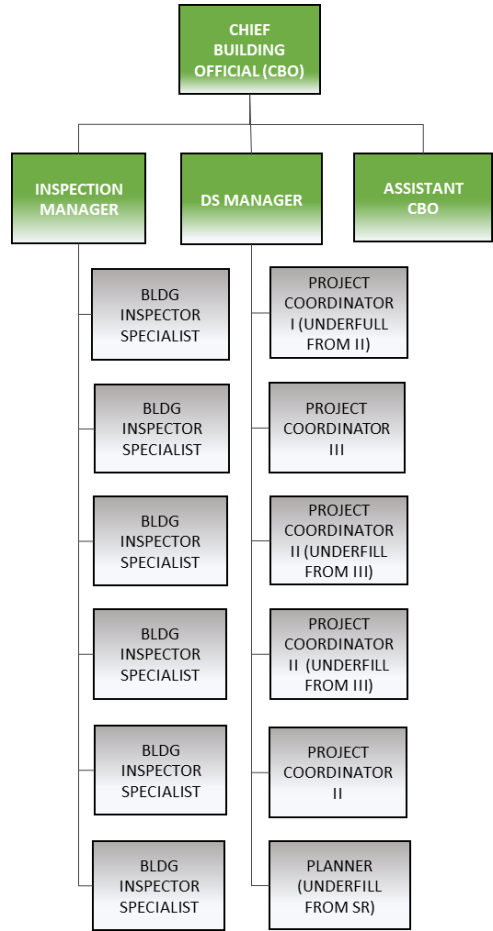 CHIEF
BUILDING
OFFICIAL (CBO)
INSPECTION
MANAGER
DS MANAGER
ASSISTANT
CBO
BLDG
INSPECTOR
SPECIALIST
PROJECT
COORDINATOR
I (UNDERFULL
FROM II)
BLDG
INSPECTOR
SPECIALIST
PROJECT
COORDINATOR
III
BLDG
INSPECTOR
SPECIALIST
PROJECT
COORDINATOR
II (UNDERFILL
FROM III)
BLDG
INSPECTOR
SPECIALIST
PROJECT
COORDINATOR
II (UNDERFILL
FROM III)
BLDG
INSPECTOR
SPECIALIST
PROJECT
COORDINATOR
II
BLDG
INSPECTOR
SPECIALIST
PLANNER
(UNDERFILL
FROM SR)